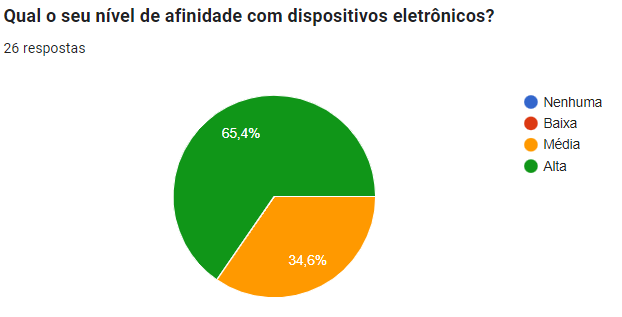 Qual o seu nível de afinidade com dispositivos eletrônicos?
26 respostas
65,4%
34,6%
Nenhuma
Baixa
Média
Alta